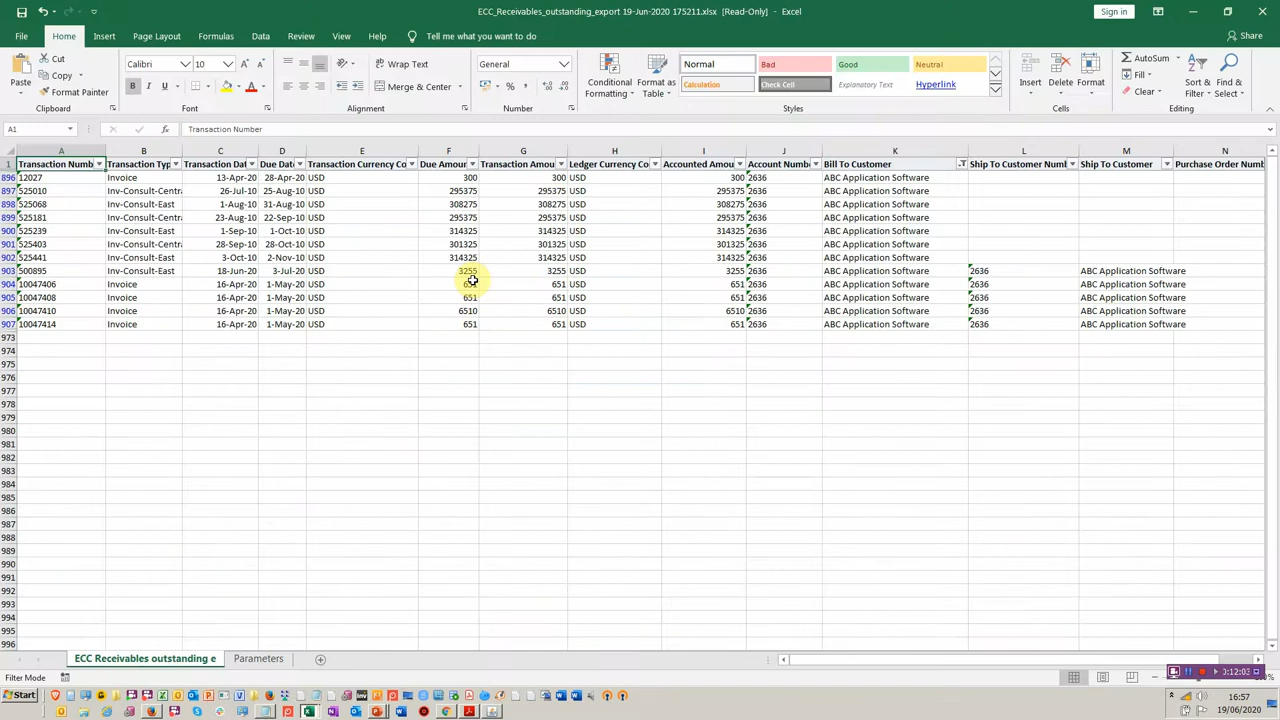 ECC_Receivables_outstanding_export 19-Jun-2020 175211.xlsx [Read-Only] - Excel
Sign in
File Home Insert Page Layout Formulas Data Review View Help Tell me what you want to do Share
Cut
Copy
Format Painter
Paste
Clipboard
Calibri 10
B I U
Font
Wrap Text
Merge & Center
Alignment
General
%
Number
Conditional Formatting
Format as Table
Normal Bad Good Neutral
Calculation Check Cell Explanatory Text Hyperlink
Styles
Insert Delete Format
Cells
AutoSum
Fill
Clear
Sort & Filter
Find & Select
Editing
A1 fx Transaction Number
A B C D E F G H I J K L M N
1 Transaction Numb Transaction Typ Transaction Dat Due Date Transaction Currency Co Due Amoun Transaction Amou Ledger Currency Co Accounted Amou Account Numb Bill To Customer Ship To Customer Numl Ship To Customer Purchase Order Num
896 12027 Invoice 13-Apr-20 28-Apr-20 USD 300 300 USD 300 2636 ABC Application Software
897 525010 Inv-Consult-Centra 26-Jul-10 25-Aug-10 USD 295375 295375 USD 295375 2636 ABC Application Software
898 525068 Inv-Consult-East 1-Aug-10 31-Aug-10 USD 308275 308275 USD 308275 2636 ABC Application Software
899 525181 Inv-Consult-Centra 23-Aug-10 22-Sep-10 USD 295375 295375 USD 295375 2636 ABC Application Software
900 525239 Inv-Consult-East 1-Sep-10 1-Oct-10 USD 314325 314325 USD 314325 2636 ABC Application Software
901 525403 Inv-Consult-Centra 28-Sep-10 28-Oct-10 USD 301325 301325 USD 301325 2636 ABC Application Software
902 525441 Inv-Consult-East 3-Oct-10 2-Nov-10 USD 314325 314325 USD 314325 2636 ABC Application Software
903 500895 Inv-Consult-East 18-Jun-20 3-Jul-20 USD 3255 3255 USD 3255 2636 ABC Application Software 2636 ABC Application Software
904 10047406 Invoice 16-Apr-20 1-May-20 USD 651 USD 651 2636 ABC Application Software 2636 ABC Application Software
905 10047408 Invoice 16-Apr-20 1-May-20 USD 651 651 USD 651 2636 ABC Application Software 2636 ABC Application Software
906 10047410 Invoice 16-Apr-20 1-May-20 USD 6510 6510 USD 6510 2636 ABC Application Software 2636 ABC Application Software
907 10047414 Invoice 16-Apr-20 1-May-20 USD 651 651 USD 651 2636 ABC Application Software 2636 ABC Application Software
973
974
975
976
977
978
979
980
981
982
983
984
985
986
987
988
989
990
991
992
993
994
995
996
ECC Receivables outstanding e Parameters
Filter Mode
3:12:03
Start
16:57
19/06/2020